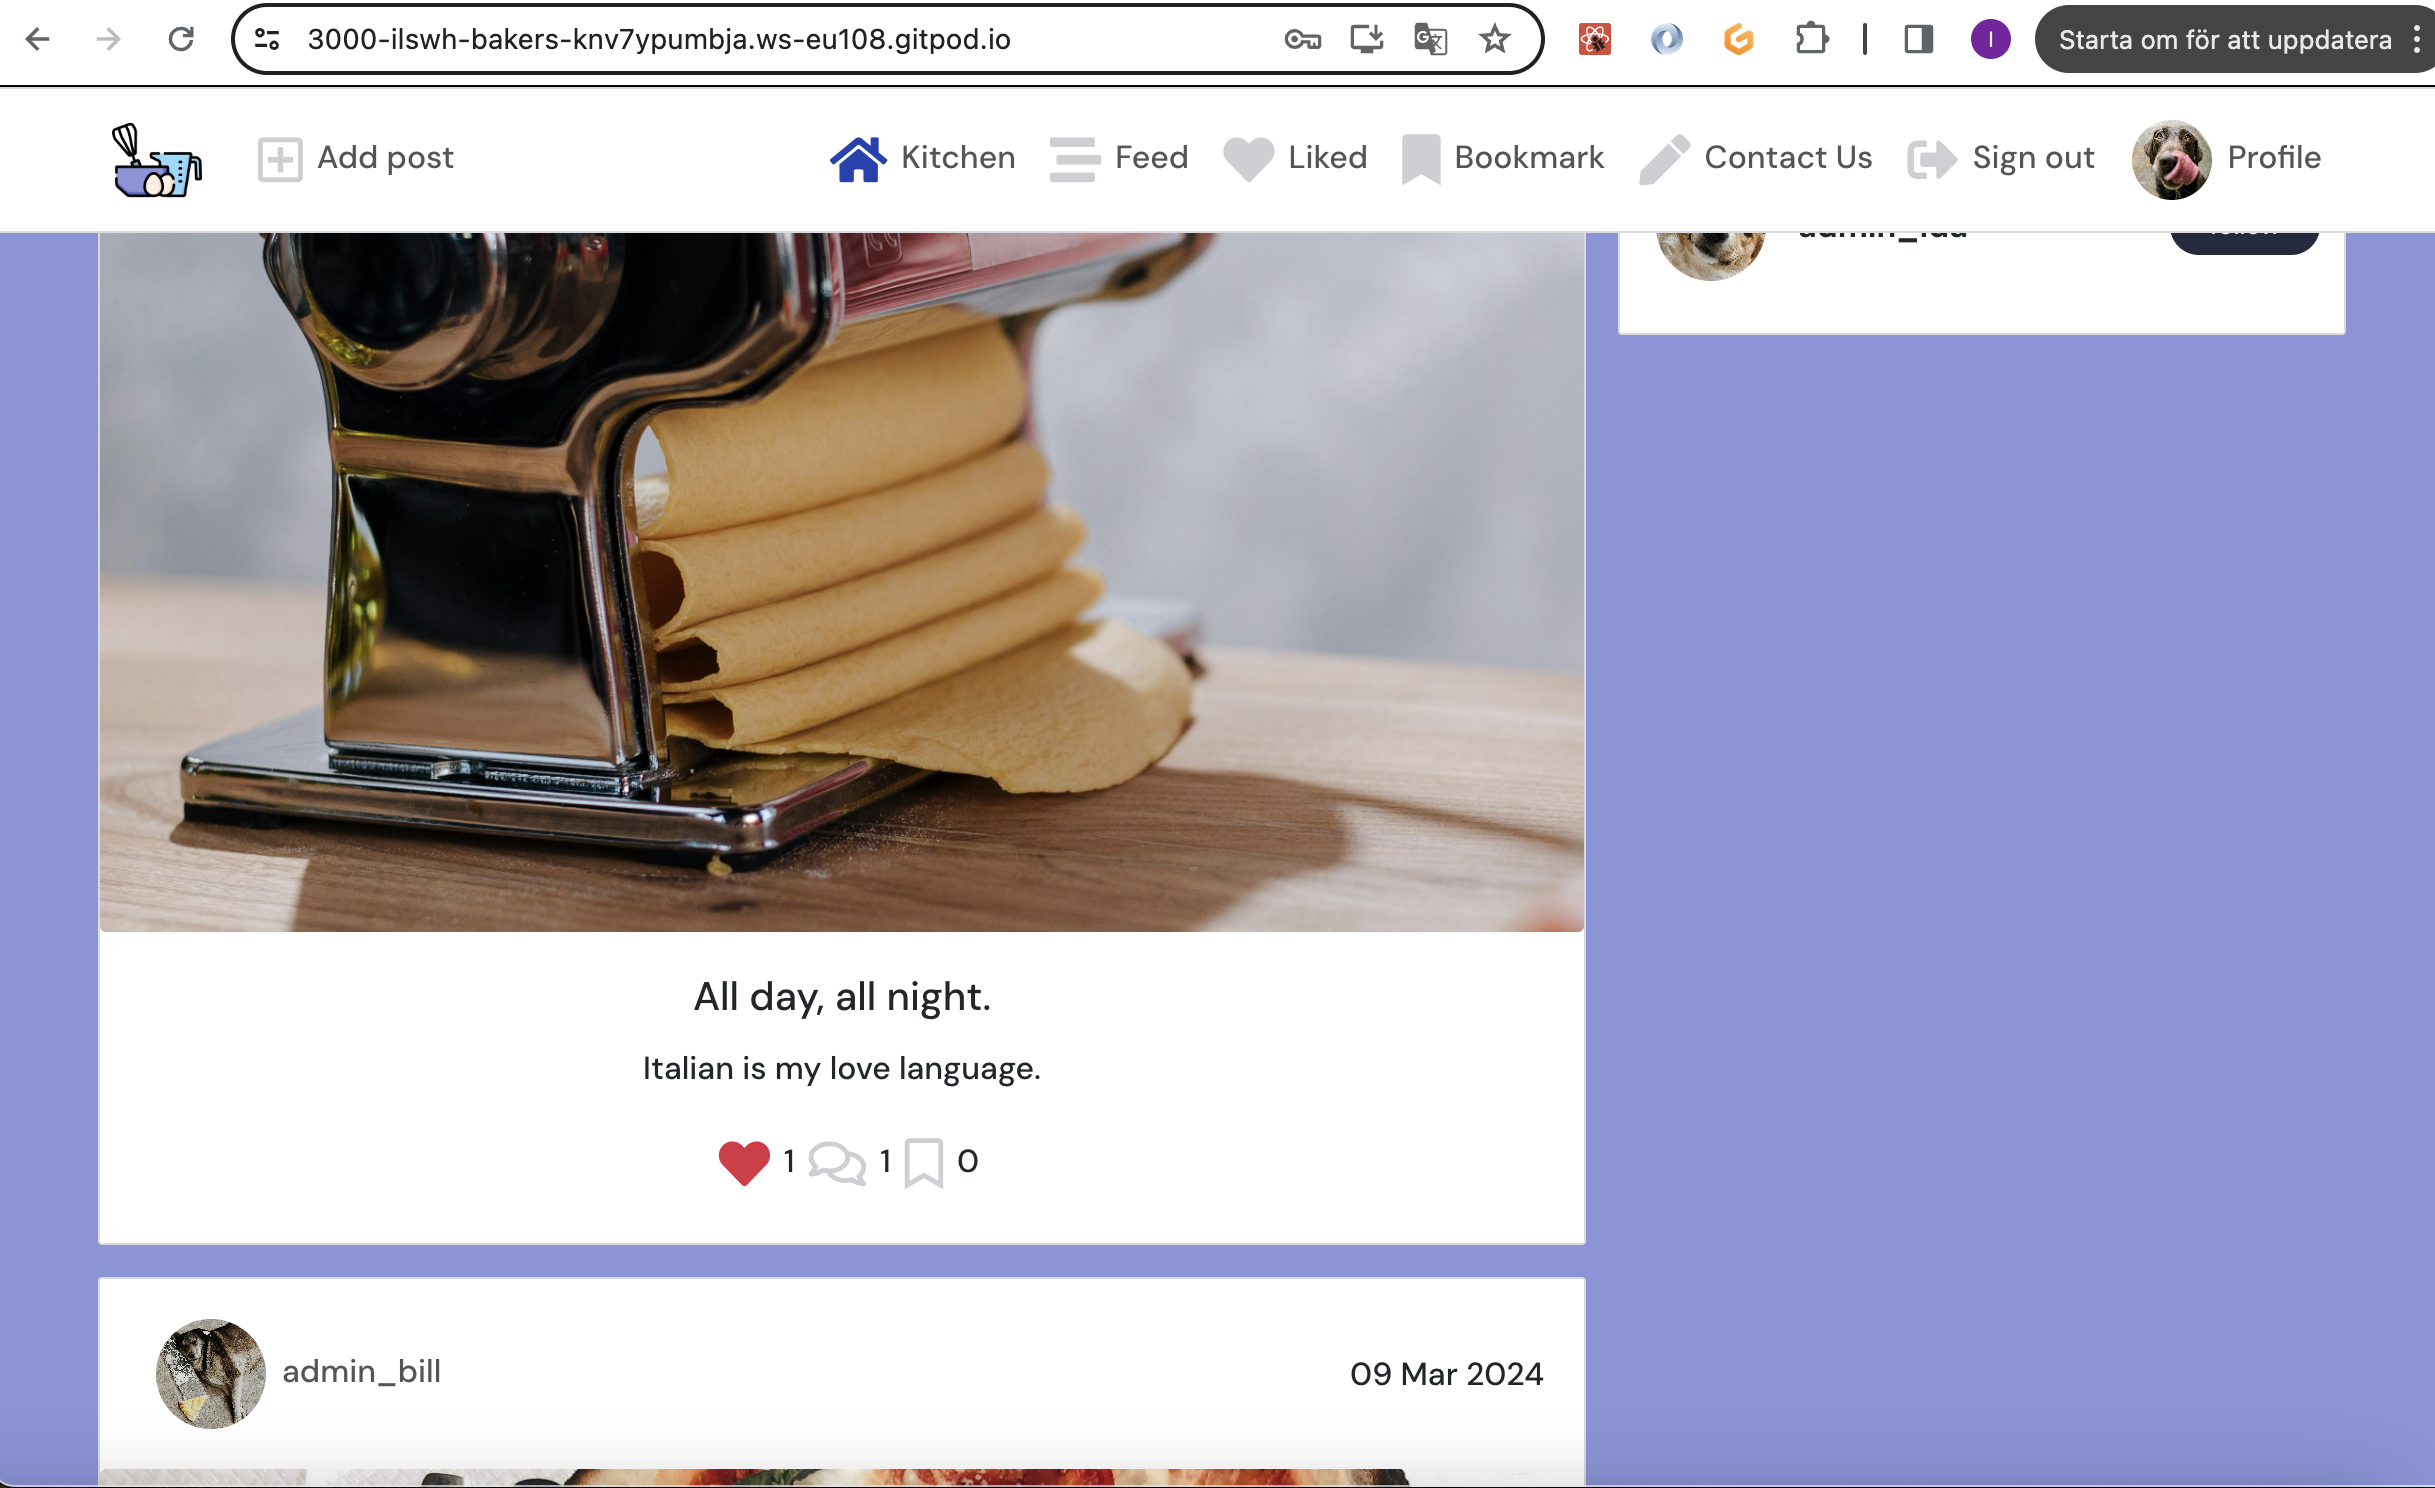 3000-ilswh-bakers-knv7ypumbja.ws-eu108.gitpod.io
I
Starta om för att uppdatera
Add post
Kitchen
Feed
Liked
Bookmark
Contact Us
Sign out
Profile
All day, all night.
Italian is my love language.
1 1 0
admin_bill
09 Mar 2024